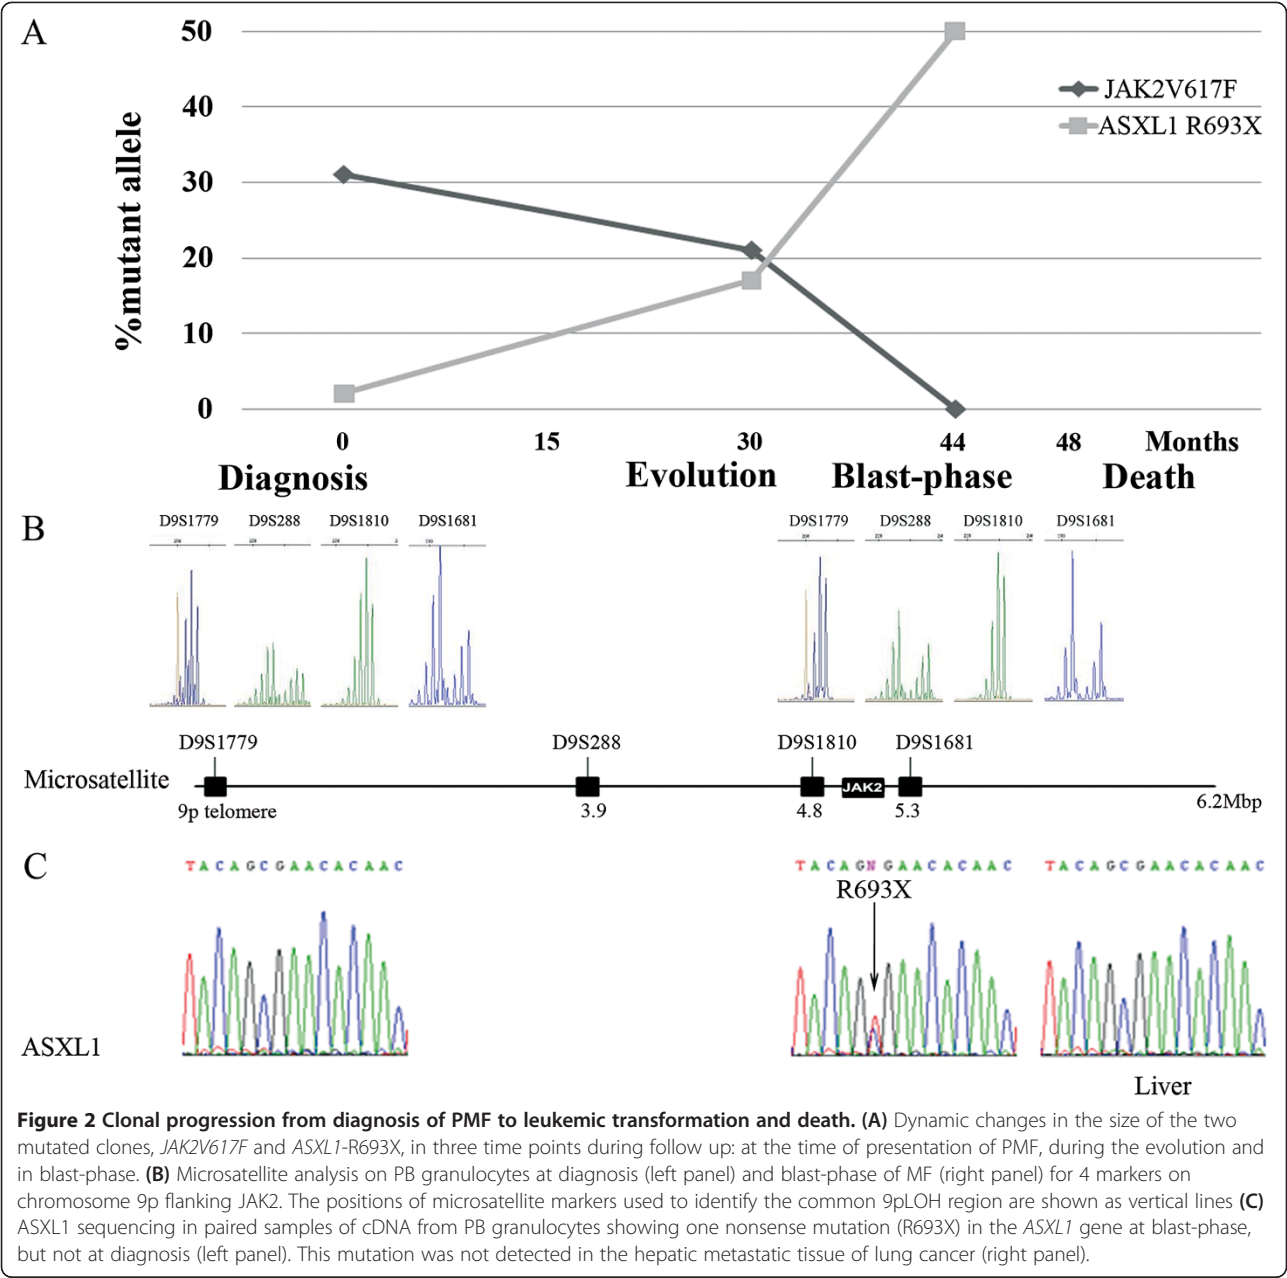 A
50
40
30
20
10
0
%mutant allele
JAK2V617F
ASXL1 R693X
0 15 30 44 48 Months
Diagnosis Evolution Blast-phase Death
B
D9S1779 D9S288 D9S1810 D9S1681 D9S1779 D9S288 D9S1810 D9S1681
D9S1779 D9S288 D9S1810 D9S1681
Microsatellite
JAK2
9p telomere 3.9 4.8 5.3 6.2Mbp
C
T A C A G C G A A C A C A A C T A C A G N G A A C A C A A C T A C A G C G A A C A C A A C
R693X
ASXL1
Liver
Figure 2 Clonal progression from diagnosis of PMF to leukemic transformation and death. (A) Dynamic changes in the size of the two
mutated clones, JAK2V617F and ASXL1-R693X, in three time points during follow up: at the time of presentation of PMF, during the evolution and
in blast-phase. (B) Microsatellite analysis on PB granulocytes at diagnosis (left panel) and blast-phase of MF (right panel) for 4 markers on
chromosome 9p flanking JAK2. The positions of microsatellite markers used to identify the common 9pLOH region are shown as vertical lines (C)
ASXL1 sequencing in paired samples of cDNA from PB granulocytes showing one nonsense mutation (R693X) in the ASXL1 gene at blast-phase,
but not at diagnosis (left panel). This mutation was not detected in the hepatic metastatic tissue of lung cancer (right panel).